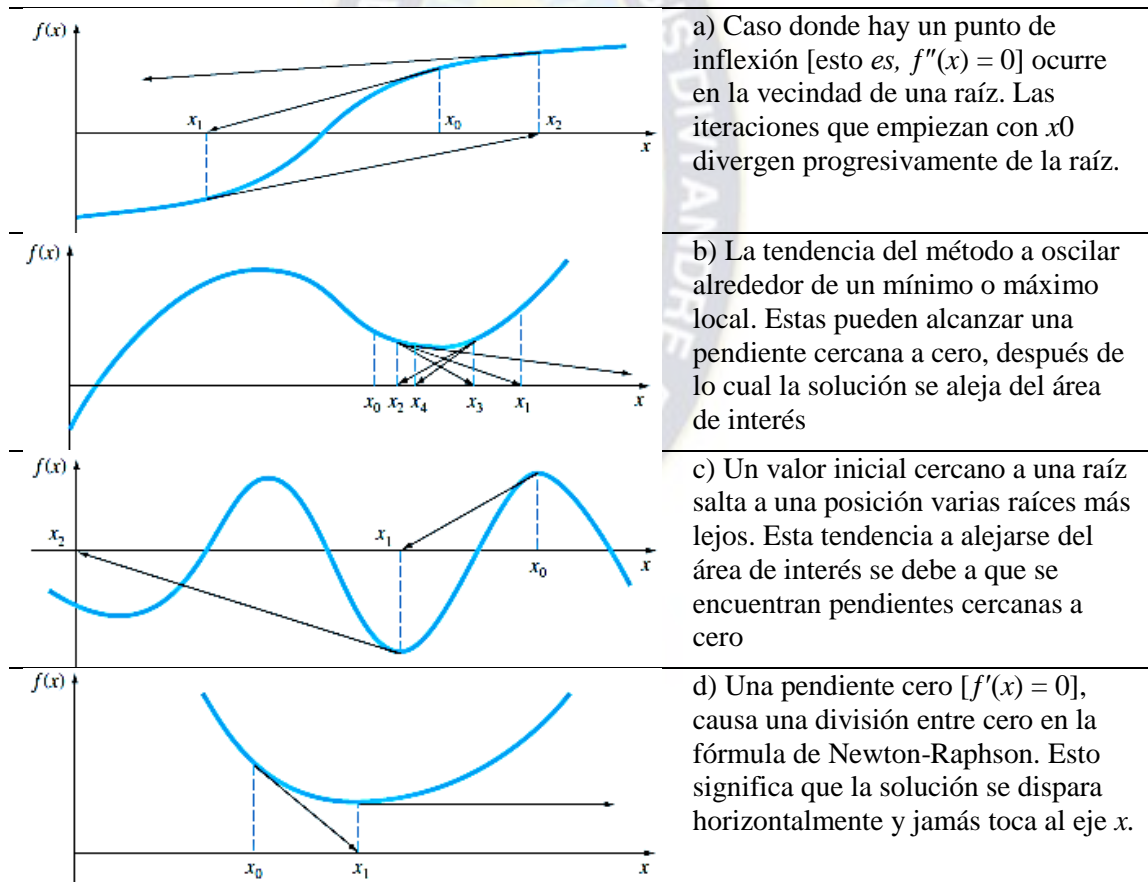 f(x)
x₁
x₀
x₂
x
a) Caso donde hay un punto de
inflexión [esto es, f″(x) = 0] ocurre
en la vecindad de una raíz. Las
iteraciones que empiezan con x0
divergen progresivamente de la raíz.
f(x)
x₀ x₂ x₄ x₃ x₁ x
b) La tendencia del método a oscilar
alrededor de un mínimo o máximo
local. Estas pueden alcanzar una
pendiente cercana a cero, después de
lo cual la solución se aleja del área
de interés
f(x)
x₂
x₁
x₀
x
c) Un valor inicial cercano a una raíz
salta a una posición varias raíces más
lejos. Esta tendencia a alejarse del
área de interés se debe a que se
encuentran pendientes cercanas a
cero
f(x)
x₀ x₁ x
d) Una pendiente cero [f′(x) = 0],
causa una división entre cero en la
fórmula de Newton-Raphson. Esto
significa que la solución se dispara
horizontalmente y jamás toca al eje x.